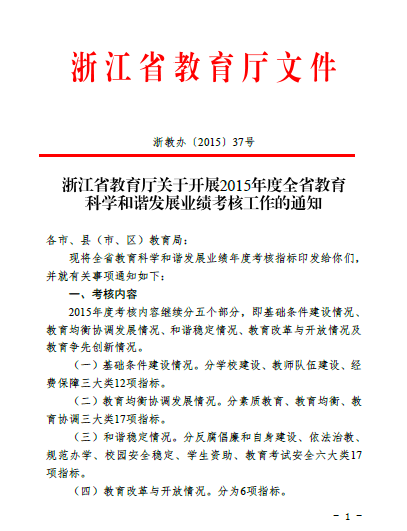 浙江省教育厅文件
浙教办〔2015〕37号
浙江省教育厅关于开展2015年度全省教育
科学和谐发展业绩考核工作的通知
各市、县（市、区）教育局：
现将全省教育科学和谐发展业绩年度考核指标印发给你们，
并就有关事项通知如下：
一、考核内容
2015年度考核内容继续分五个部分，即基础条件建设情况、
教育均衡协调发展情况、和谐稳定情况、教育改革与开放情况及
教育争先创新情况。
（一）基础条件建设情况。分学校建设、教师队伍建设、经
费保障三大类12项指标。
（二）教育均衡协调发展情况。分素质教育、教育均衡、教
育协调三大类17项指标。
（三）和谐稳定情况。分反腐倡廉和自身建设、依法治教、
规范办学、校园安全稳定、学生资助、教育考试安全六大类17
项指标。
（四）教育改革与开放情况。分为6项指标。
- 1 -